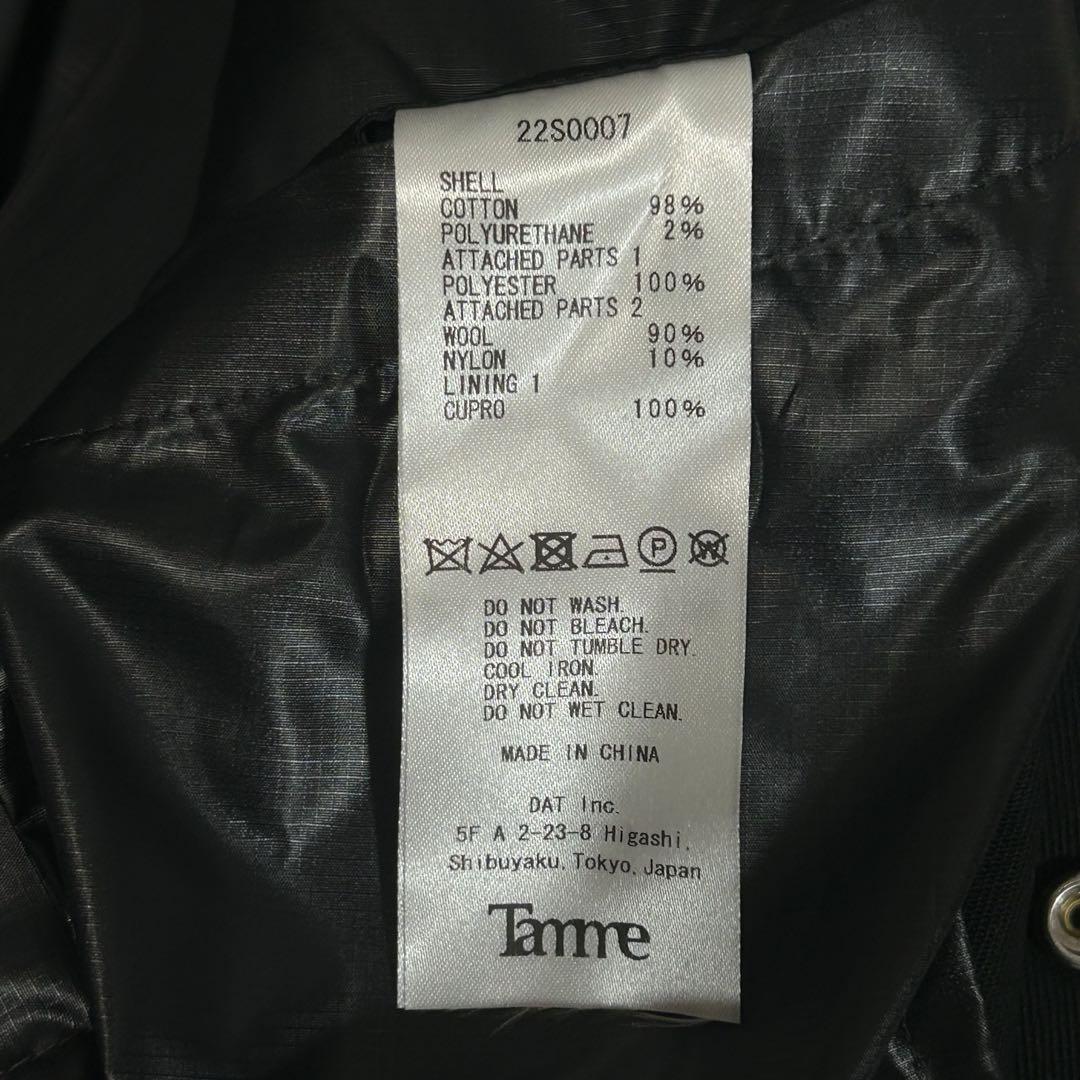 22S0007
SHELL
COTTON 98%
POLYURETHANE 2%
ATTACHED PARTS 1
POLYESTER 100%
ATTACHED PARTS 2
WOOL 90%
NYLON 10%
LINING 1
CUPRO 100%
P W
DO NOT WASH.
DO NOT BLEACH.
DO NOT TUMBLE DRY.
COOL IRON
DRY CLEAN.
DO NOT WET CLEAN.
MADE IN CHINA
DAT Inc.
5F A 2-23-8 Higashi,
Shibuyaku, Tokyo, Japan
Tamme